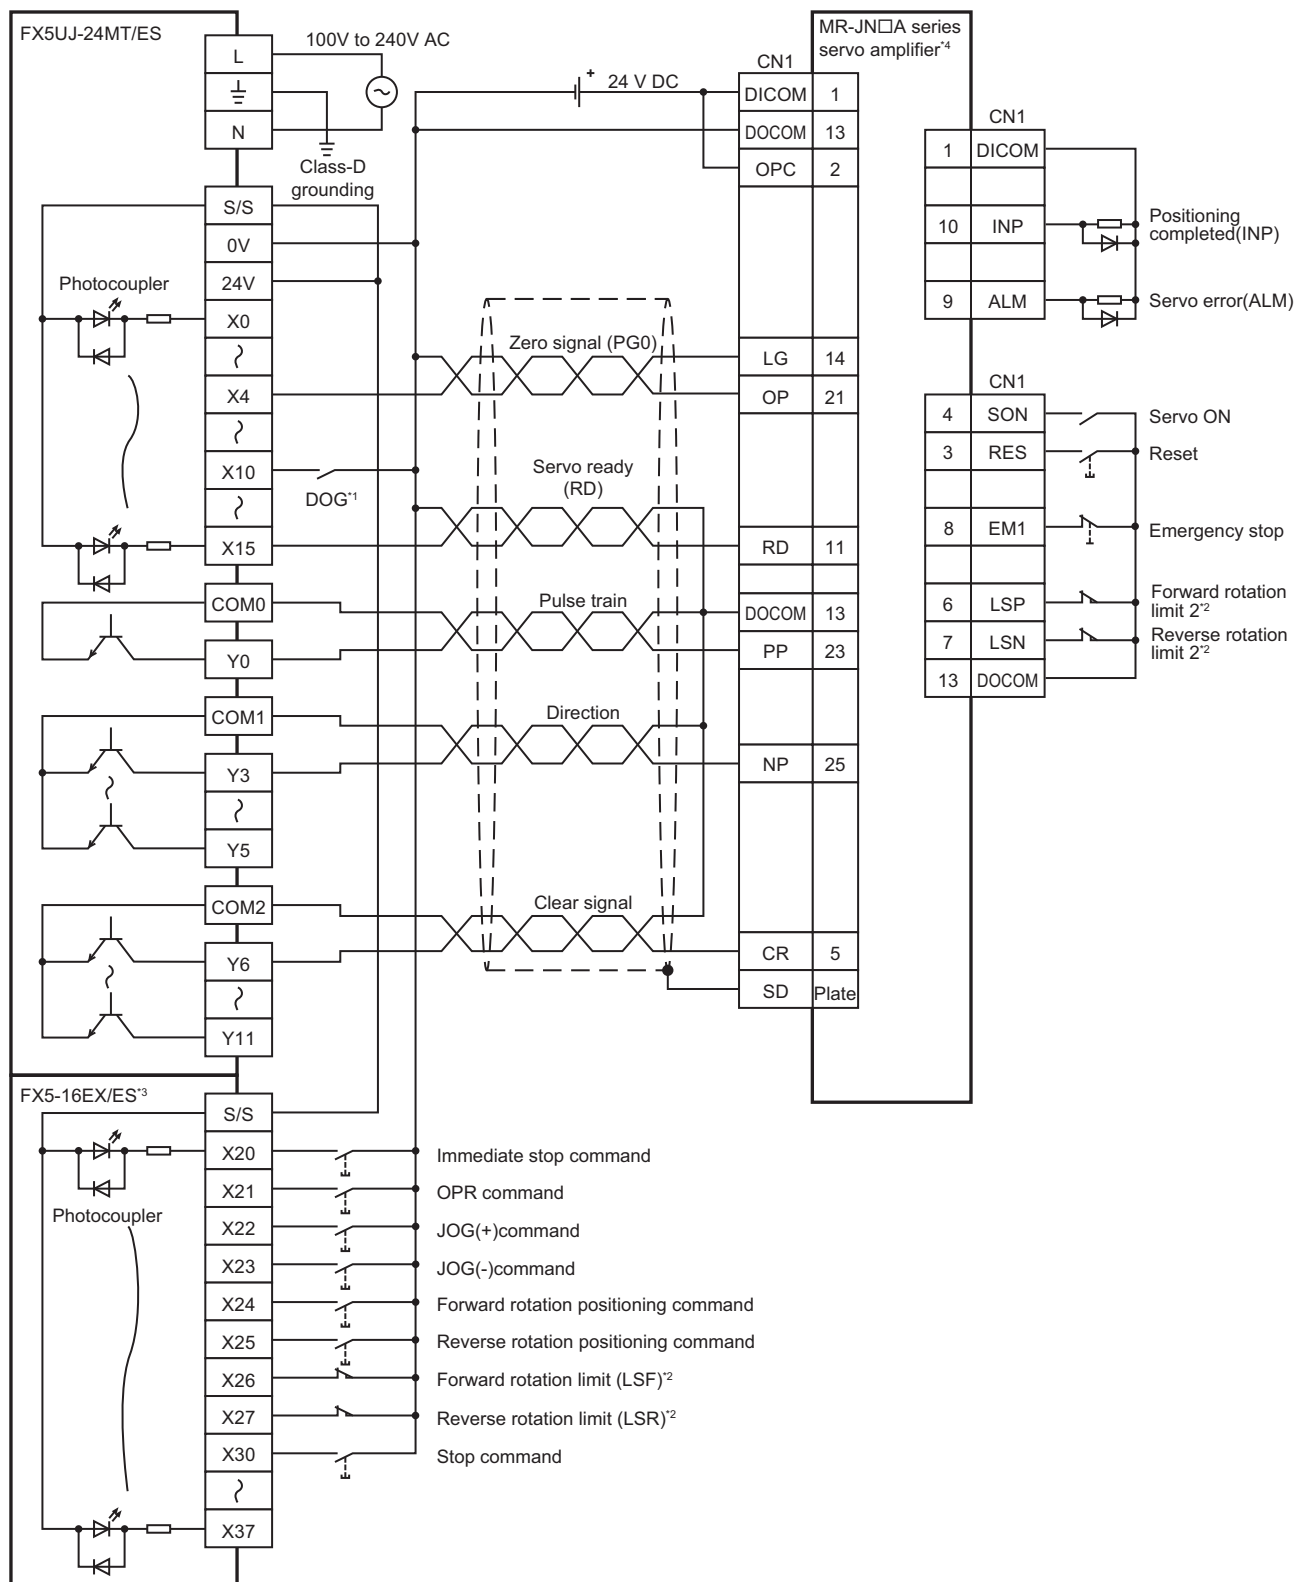 FX5UJ-24MT/ES
L
N
100V to 240V AC
Class-D
grounding
S/S
0V
24V
Photocoupler
X0
X4
X10
DOG*1
X15
COM0
Y0
COM1
Y3
Y5
COM2
Y6
Y11
+
24 V DC
Zero signal (PG0)
Servo ready
(RD)
Pulse train
Direction
Clear signal
MR-JN□A series
servo amplifier*4
CN1
DICOM 1
DOCOM 13
OPC 2
LG 14
OP 21
RD 11
DOCOM 13
PP 23
NP 25
CR 5
SD Plate
CN1
1 DICOM
10 INP
Positioning
completed(INP)
9 ALM
Servo error(ALM)
CN1
4 SON
Servo ON
3 RES
Reset
8 EM1
Emergency stop
6 LSP
Forward rotation
limit 2*2
7 LSN
Reverse rotation
limit 2*2
13 DOCOM
FX5-16EX/ES*3
S/S
Photocoupler
X20
Immediate stop command
X21
OPR command
X22
JOG(+)command
X23
JOG(-)command
X24
Forward rotation positioning command
X25
Reverse rotation positioning command
X26
Forward rotation limit (LSF)*2
X27
Reverse rotation limit (LSR)*2
X30
Stop command
X37